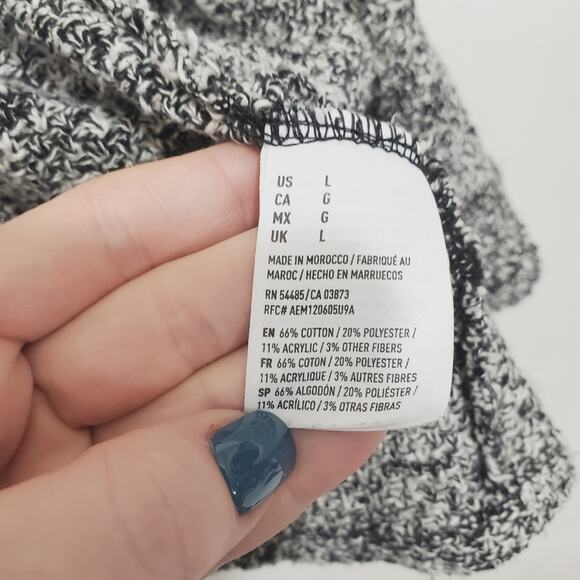 US L
CA G
MX G
UK L
MADE IN MOROCCO / FABRIQUÉ AU
MAROC / HECHO EN MARRUECOS
RN 54485/CA 03873
RFC# AEM120605U9A
EN 66% COTTON / 20% POLYESTER /
11% ACRYLIC / 3% OTHER FIBERS
FR 66% COTON / 20% POLYESTER /
11% ACRYLIQUE / 3% AUTRES FIBRES
SP 66% ALGODÓN / 20% POLIÉSTER /
11% ACRÍLICO / 3% OTRAS FIBRAS